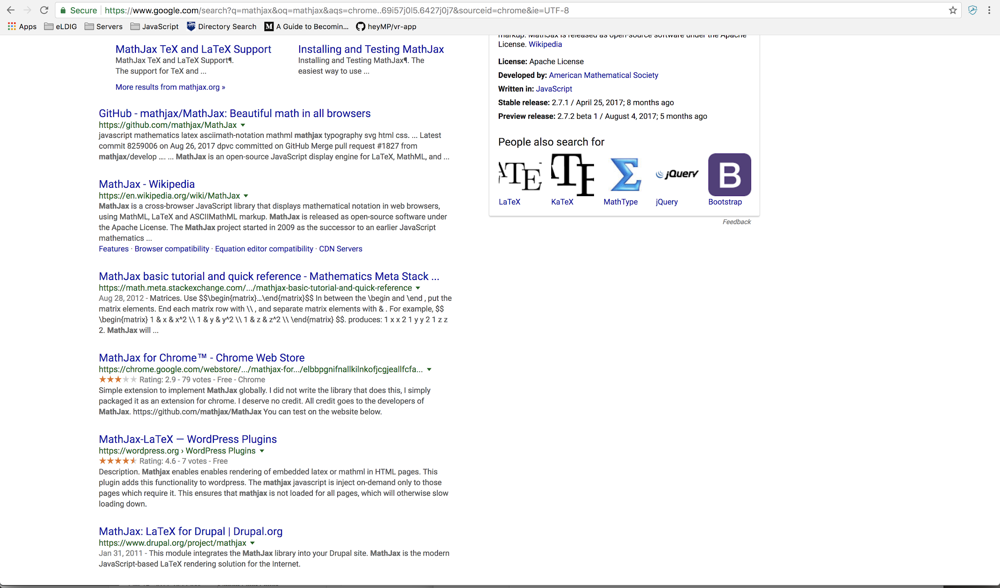 Secure https://www.google.com/search?q=mathjax&oq=mathjax&aqs=chrome..69i57j0l5.6427j0j7&sourceid=chrome&ie=UTF-8
Apps eLDIG Servers JavaScript Directory Search M A Guide to Becomin... heyMP/vr-app
MathJax TeX and LaTeX Support
MathJax TeX and LaTeX Support¶.
The support for TeX and ...
Installing and Testing MathJax
Installing and Testing MathJax¶. The
easiest way to use ...
More results from mathjax.org »
GitHub - mathjax/MathJax: Beautiful math in all browsers
https://github.com/mathjax/MathJax
javascript mathematics latex asciimath-notation mathml mathjax typography svg html css. ... Latest
commit 8259006 on Aug 26, 2017 dpvc committed on GitHub Merge pull request #1827 from
mathjax/develop .... ... MathJax is an open-source JavaScript display engine for LaTeX, MathML, and ...
MathJax - Wikipedia
https://en.wikipedia.org/wiki/MathJax
MathJax is a cross-browser JavaScript library that displays mathematical notation in web browsers,
using MathML, LaTeX and ASCIIMathML markup. MathJax is released as open-source software under
the Apache License. The MathJax project started in 2009 as the successor to an earlier JavaScript
mathematics ...
Features · Browser compatibility · Equation editor compatibility · CDN Servers
MathJax basic tutorial and quick reference - Mathematics Meta Stack ...
https://math.meta.stackexchange.com/.../mathjax-basic-tutorial-and-quick-reference
Aug 28, 2012 - Matrices. Use $$\begin{matrix}…\end{matrix}$$ In between the \begin and \end , put the
matrix elements. End each matrix row with \\ , and separate matrix elements with & . For example, $$
\begin{matrix} 1 & x & x^2 \\ 1 & y & y^2 \\ 1 & z & z^2 \\ \end{matrix} $$. produces: 1 x x 2 1 y y 2 1 z z
2. MathJax will ...
MathJax for Chrome™ - Chrome Web Store
https://chrome.google.com/webstore/.../mathjax-for.../elbbpgnifnallkilnkofjcgjeallfcfa...
Rating: 2.9 - 79 votes - Free - Chrome
Simple extension to implement MathJax globally. I did not write the library that does this, I simply
packaged it as an extension for chrome. I deserve no credit. All credit goes to the developers of
MathJax. https://github.com/mathjax/MathJax You can test on the website below.
MathJax-LaTeX — WordPress Plugins
https://wordpress.org › WordPress Plugins
Rating: 4.6 - 7 votes - Free
Description. Mathjax enables enables rendering of embedded latex or mathml in HTML pages. This
plugin adds this functionality to wordpress. The mathjax javascript is inject on-demand only to those
pages which require it. This ensures that mathjax is not loaded for all pages, which will otherwise slow
loading down.
MathJax: LaTeX for Drupal | Drupal.org
https://www.drupal.org/project/mathjax
Jan 31, 2011 - This module integrates the MathJax library into your Drupal site. MathJax is the modern
JavaScript-based LaTeX rendering solution for the Internet.
markup. MathJax is released as open-source software under the Apache
License. Wikipedia
License: Apache License
Developed by: American Mathematical Society
Written in: JavaScript
Stable release: 2.7.1 / April 25, 2017; 8 months ago
Preview release: 2.7.2 beta 1 / August 4, 2017; 5 months ago
People also search for
ATE ATE Σ jQuery B
LaTeX KaTeX MathType jQuery Bootstrap
Feedback